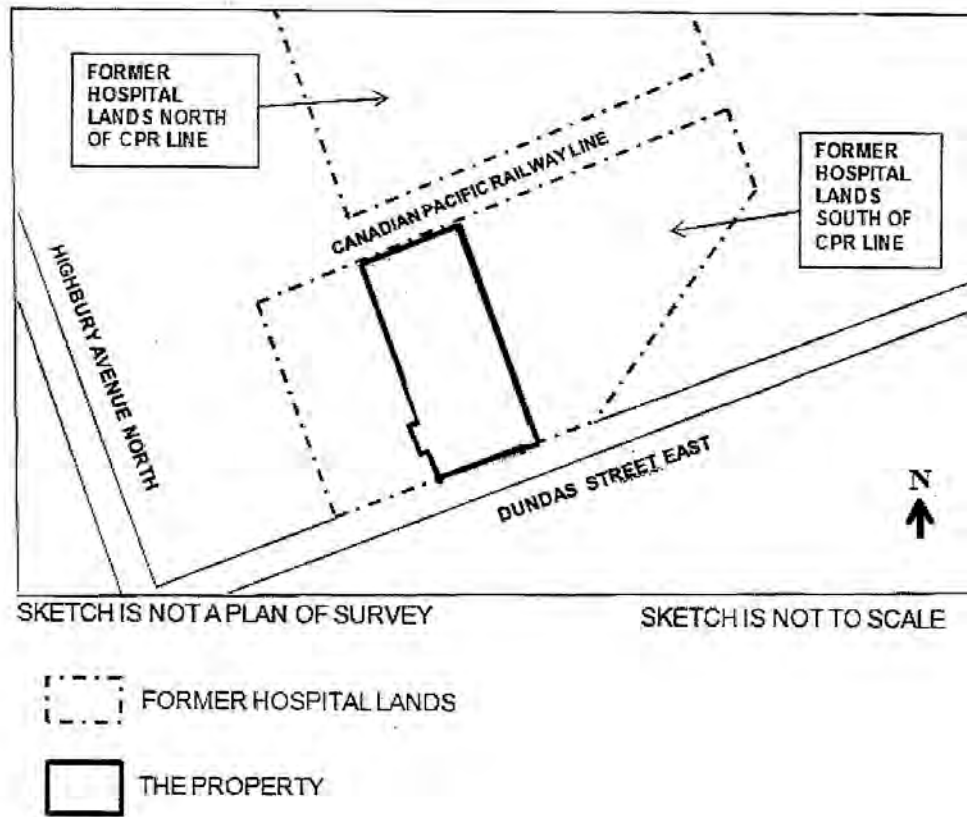 FORMER
HOSPITAL
LANDS NORTH
OF CPR LINE
CANADIAN PACIFIC RAILWAY LINE
FORMER
HOSPITAL
LANDS
SOUTH OF
CPR LINE
HIGHBURY AVENUE NORTH
DUNDAS STREET EAST
N
SKETCH IS NOT A PLAN OF SURVEY
SKETCH IS NOT TO SCALE
FORMER HOSPITAL LANDS
THE PROPERTY